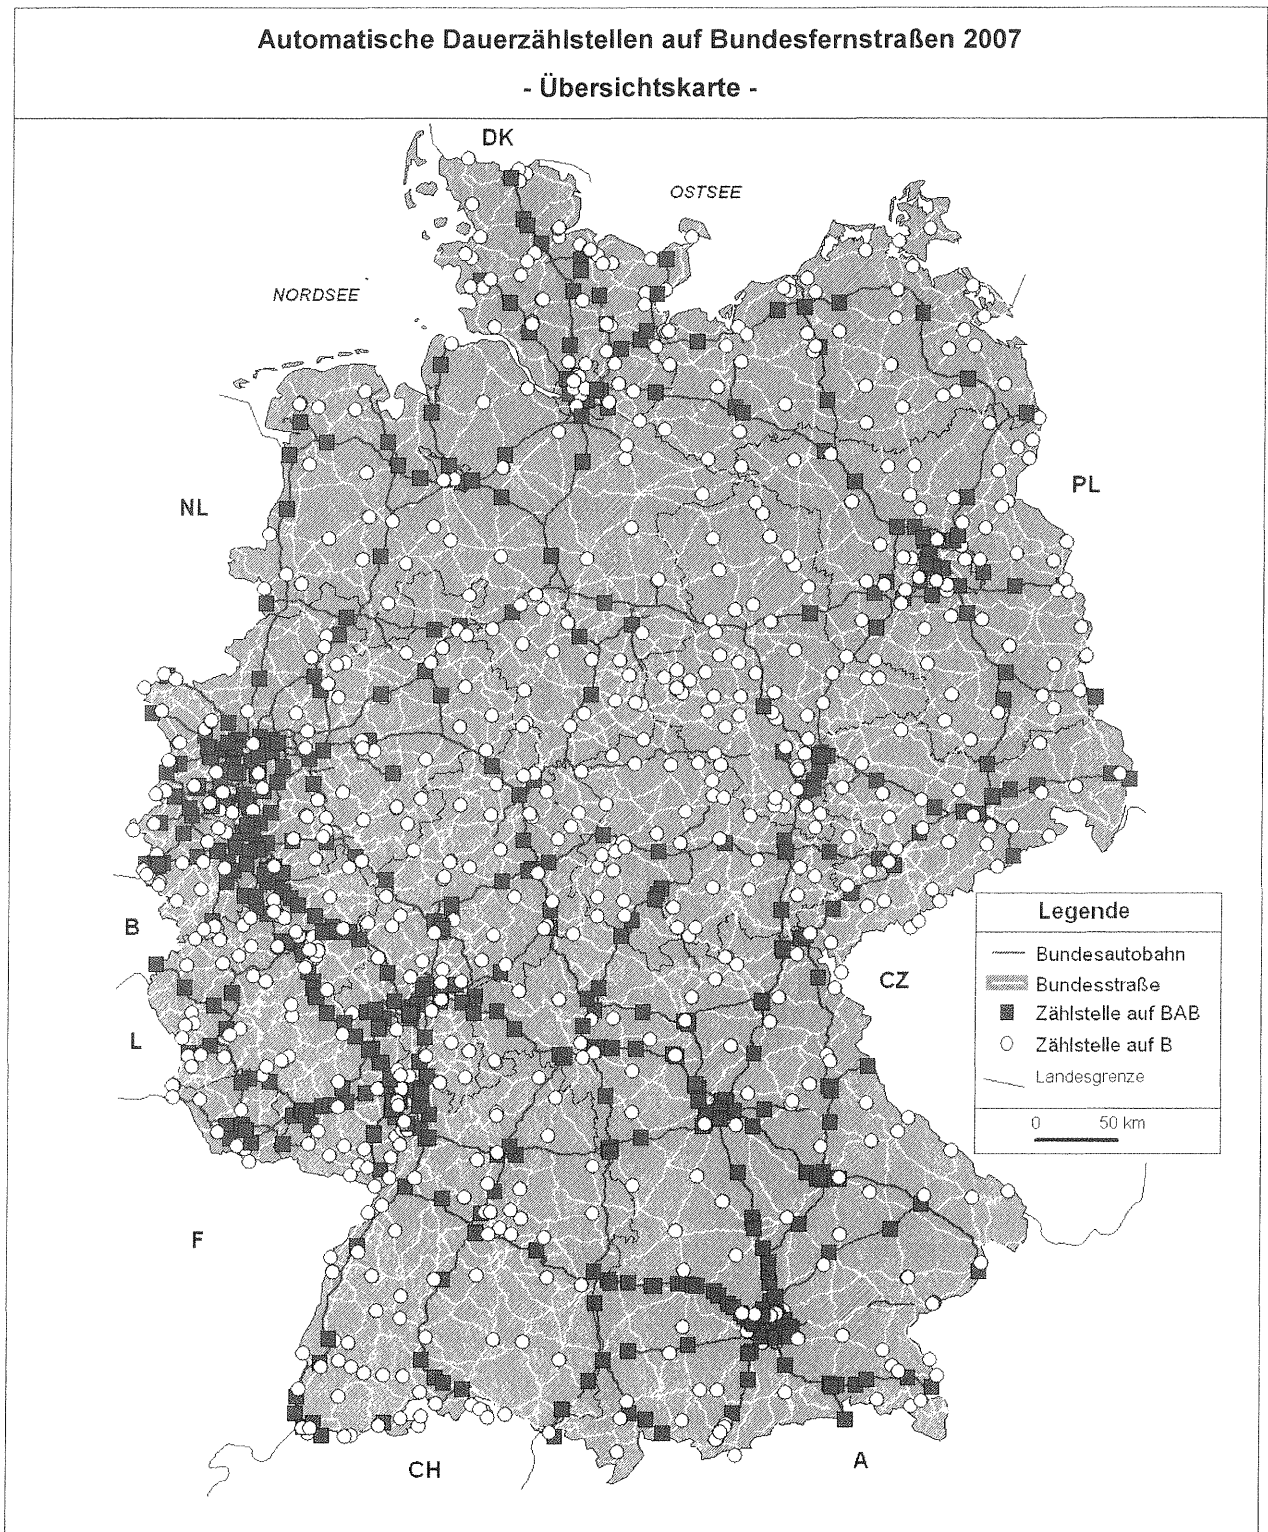 Automatische Dauerzählstellen auf Bundesfernstraßen 2007
- Übersichtskarte -
DK
OSTSEE
NORDSEE
NL
PL
B
CZ
L
F
CH
A
Legende
Bundesautobahn
Bundesstraße
Zählstelle auf BAB
Zählstelle auf B
Landesgrenze
0 50 km